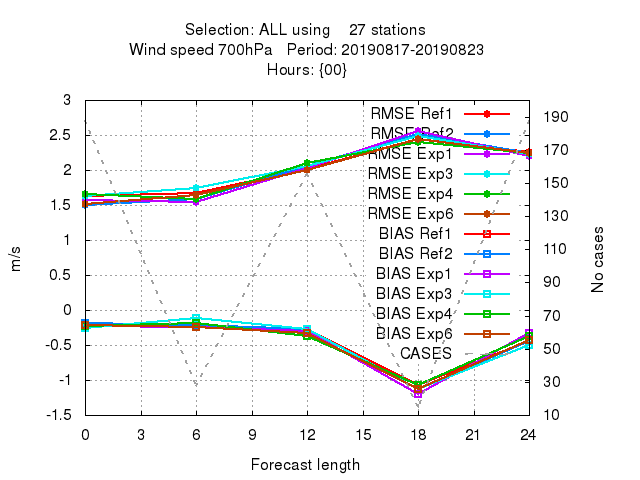 Selection: ALL using 27 stations
Wind speed 700hPa Period: 20190817-20190823
Hours: {00}
3
2.5
2
1.5
1
0.5
0
-0.5
-1
-1.5
m/s
RMSE Ref1
RMSE Ref2
RMSE Exp1
RMSE Exp3
RMSE Exp4
RMSE Exp6
BIAS Ref1
BIAS Ref2
BIAS Exp1
BIAS Exp3
BIAS Exp4
BIAS Exp6
CASES
190
170
150
130
110
90
70
50
30
10
No cases
0 3 6 9 12 15 18 21 24
Forecast length